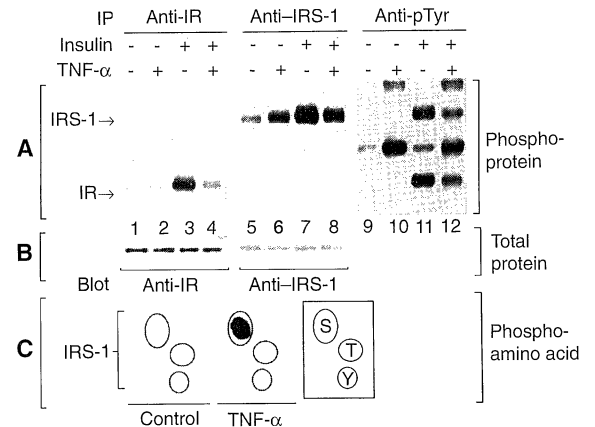 IP Anti-IR Anti–IRS-1 Anti-pTyr
Insulin - - + + - - + + - - + +
TNF-α - + - + - + - + - + - +
A
IRS-1→
IR→
Phospho-
protein
1 2 3 4 5 6 7 8 9 10 11 12
B
Total
protein
Blot Anti-IR Anti–IRS-1
C
IRS-1
S
T
Y
Phospho-
amino acid
Control TNF-α